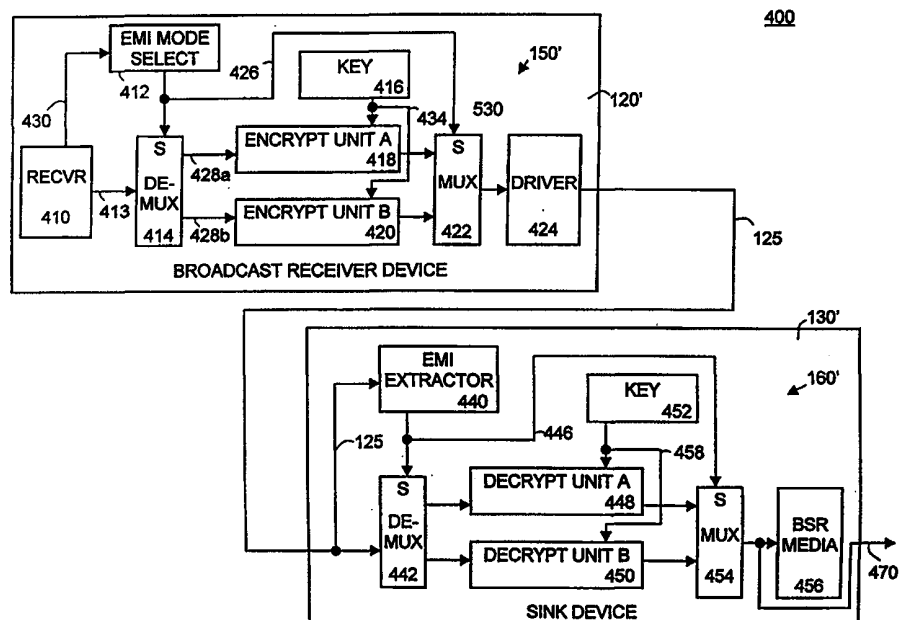 400
EMI MODE
SELECT
412
426
KEY
416
150'
120'
430
434
530
RECVR
410
413
S
DE-
MUX
414
428a
428b
ENCRYPT UNIT A
418
ENCRYPT UNIT B
420
S
MUX
422
DRIVER
424
125
BROADCAST RECEIVER DEVICE
130'
EMI
EXTRACTOR
440
KEY
452
160'
125
446
458
S
DE-
MUX
442
DECRYPT UNIT A
448
DECRYPT UNIT B
450
S
MUX
454
BSR
MEDIA
456
470
SINK DEVICE